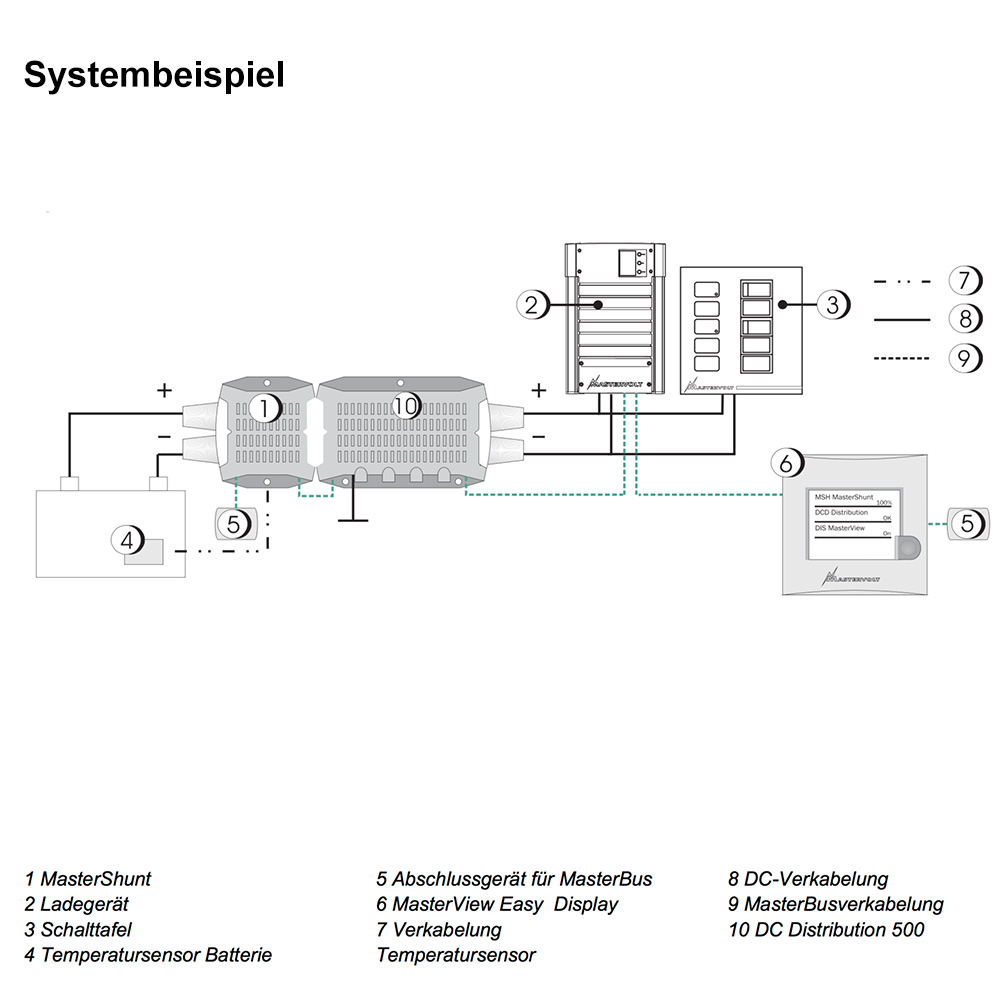 Systembeispiel
2
3
7
8
9
MASTERVOLT
MASTERVOLT
+
1
10
+
−
−
6
MSH MasterShunt
100%
DCD Distribution
OK
DIS MasterView
On
MASTERVOLT
5
5
4
1 MasterShunt
2 Ladegerät
3 Schalttafel
4 Temperatursensor Batterie
5 Abschlussgerät für MasterBus
6 MasterView Easy Display
7 Verkabelung
Temperatursensor
8 DC-Verkabelung
9 MasterBusverkabelung
10 DC Distribution 500